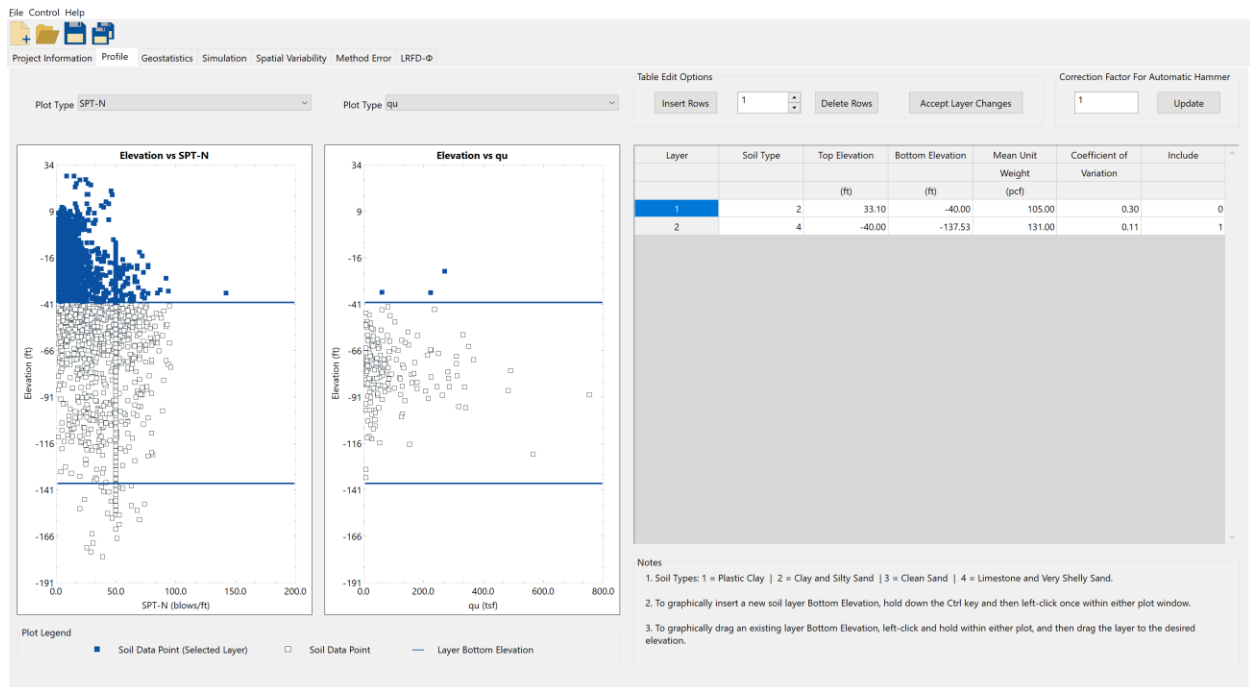 File Control Help
Project Information Profile Geostatistics Simulation Spatial Variability Method Error LRFD-Φ
Plot Type SPT-N
Plot Type qu
Table Edit Options
Insert Rows 1 Delete Rows Accept Layer Changes
Correction Factor For Automatic Hammer
1 Update
Elevation vs SPT-N
34
9
-16
-41
-66
-91
-116
-141
-166
-191
Elevation (ft)
0.0 50.0 100.0 150.0 200.0
SPT-N (blows/ft)
Elevation vs qu
34
9
-16
-41
-66
-91
-116
-141
-166
-191
Elevation (ft)
0.0 200.0 400.0 600.0 800.0
qu (tsf)
Layer Soil Type Top Elevation Bottom Elevation Mean Unit Coefficient of Include
Weight Variation
(ft) (ft) (pcf)
1 2 33.10 -40.00 105.00 0.30 0
2 4 -40.00 -137.53 131.00 0.11 1
Plot Legend
Soil Data Point (Selected Layer) Soil Data Point Layer Bottom Elevation
Notes
1. Soil Types: 1 = Plastic Clay | 2 = Clay and Silty Sand | 3 = Clean Sand | 4 = Limestone and Very Shelly Sand.
2. To graphically insert a new soil layer Bottom Elevation, hold down the Ctrl key and then left-click once within either plot window.
3. To graphically drag an existing layer Bottom Elevation, left-click and hold within either plot, and then drag the layer to the desired
elevation.